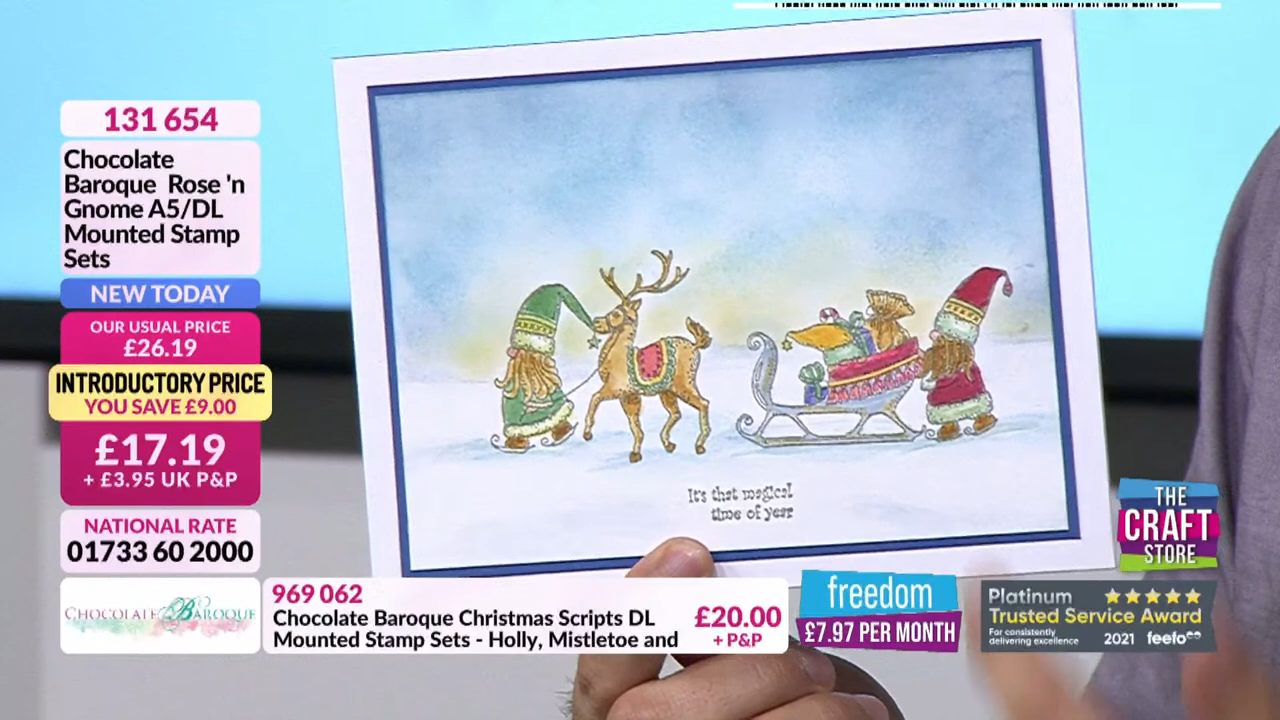 131 654
Chocolate
Baroque Rose 'n
Gnome A5/DL
Mounted Stamp
Sets
NEW TODAY
OUR USUAL PRICE
£26.19
INTRODUCTORY PRICE
YOU SAVE £9.00
£17.19
+ £3.95 UK P&P
NATIONAL RATE
01733 60 2000
CHOCOLATE BAROQUE
969 062
Chocolate Baroque Christmas Scripts DL
Mounted Stamp Sets - Holly, Mistletoe and
£20.00
+ P&P
freedom
£7.97 PER MONTH
It's that magical
time of year
THE
CRAFT
STORE
Platinum
Trusted Service Award
For consistently
delivering excellence
2021 feefo